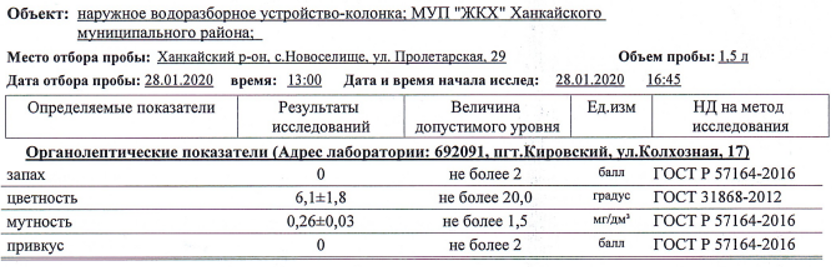 Объект: наружное водоразборное устройство-колонка; МУП "ЖКХ" Ханкайского
муниципального района;
Место отбора пробы: Ханкайский р-он, с.Новоселище, ул. Пролетарская, 29 Объем пробы: 1,5 л
Дата отбора пробы: 28.01.2020 время: 13:00 Дата и время начала исслед: 28.01.2020 16:45
Определяемые показатели Результаты исследований Величина допустимого уровня Ед.изм НД на метод исследования
Органолептические показатели (Адрес лаборатории: 692091, пгт.Кировский, ул.Колхозная, 17)
запах 0 не более 2 балл ГОСТ Р 57164-2016
цветность 6,1±1,8 не более 20,0 градус ГОСТ 31868-2012
мутность 0,26±0,03 не более 1,5 мг/дм³ ГОСТ Р 57164-2016
привкус 0 не более 2 балл ГОСТ Р 57164-2016